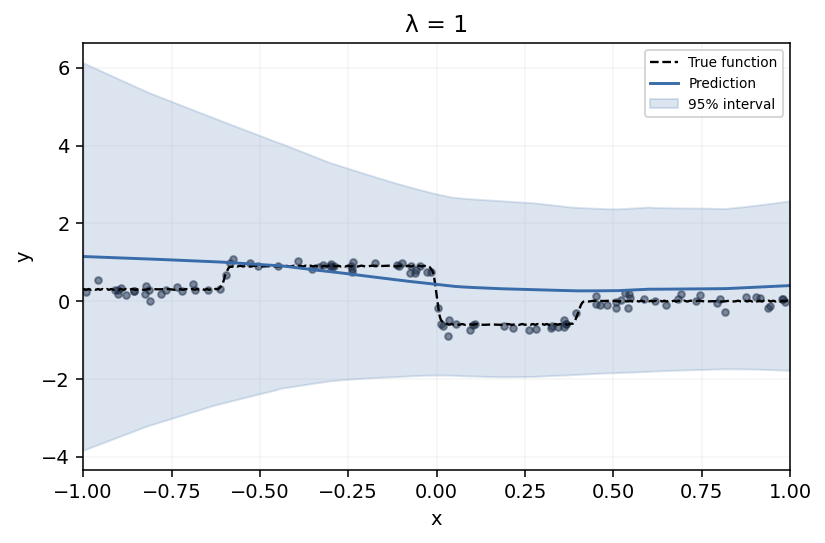 λ = 1
True function
Prediction
95% interval
y
6
4
2
0
−2
−4
−1.00 −0.75 −0.50 −0.25 0.00 0.25 0.50 0.75 1.00
x